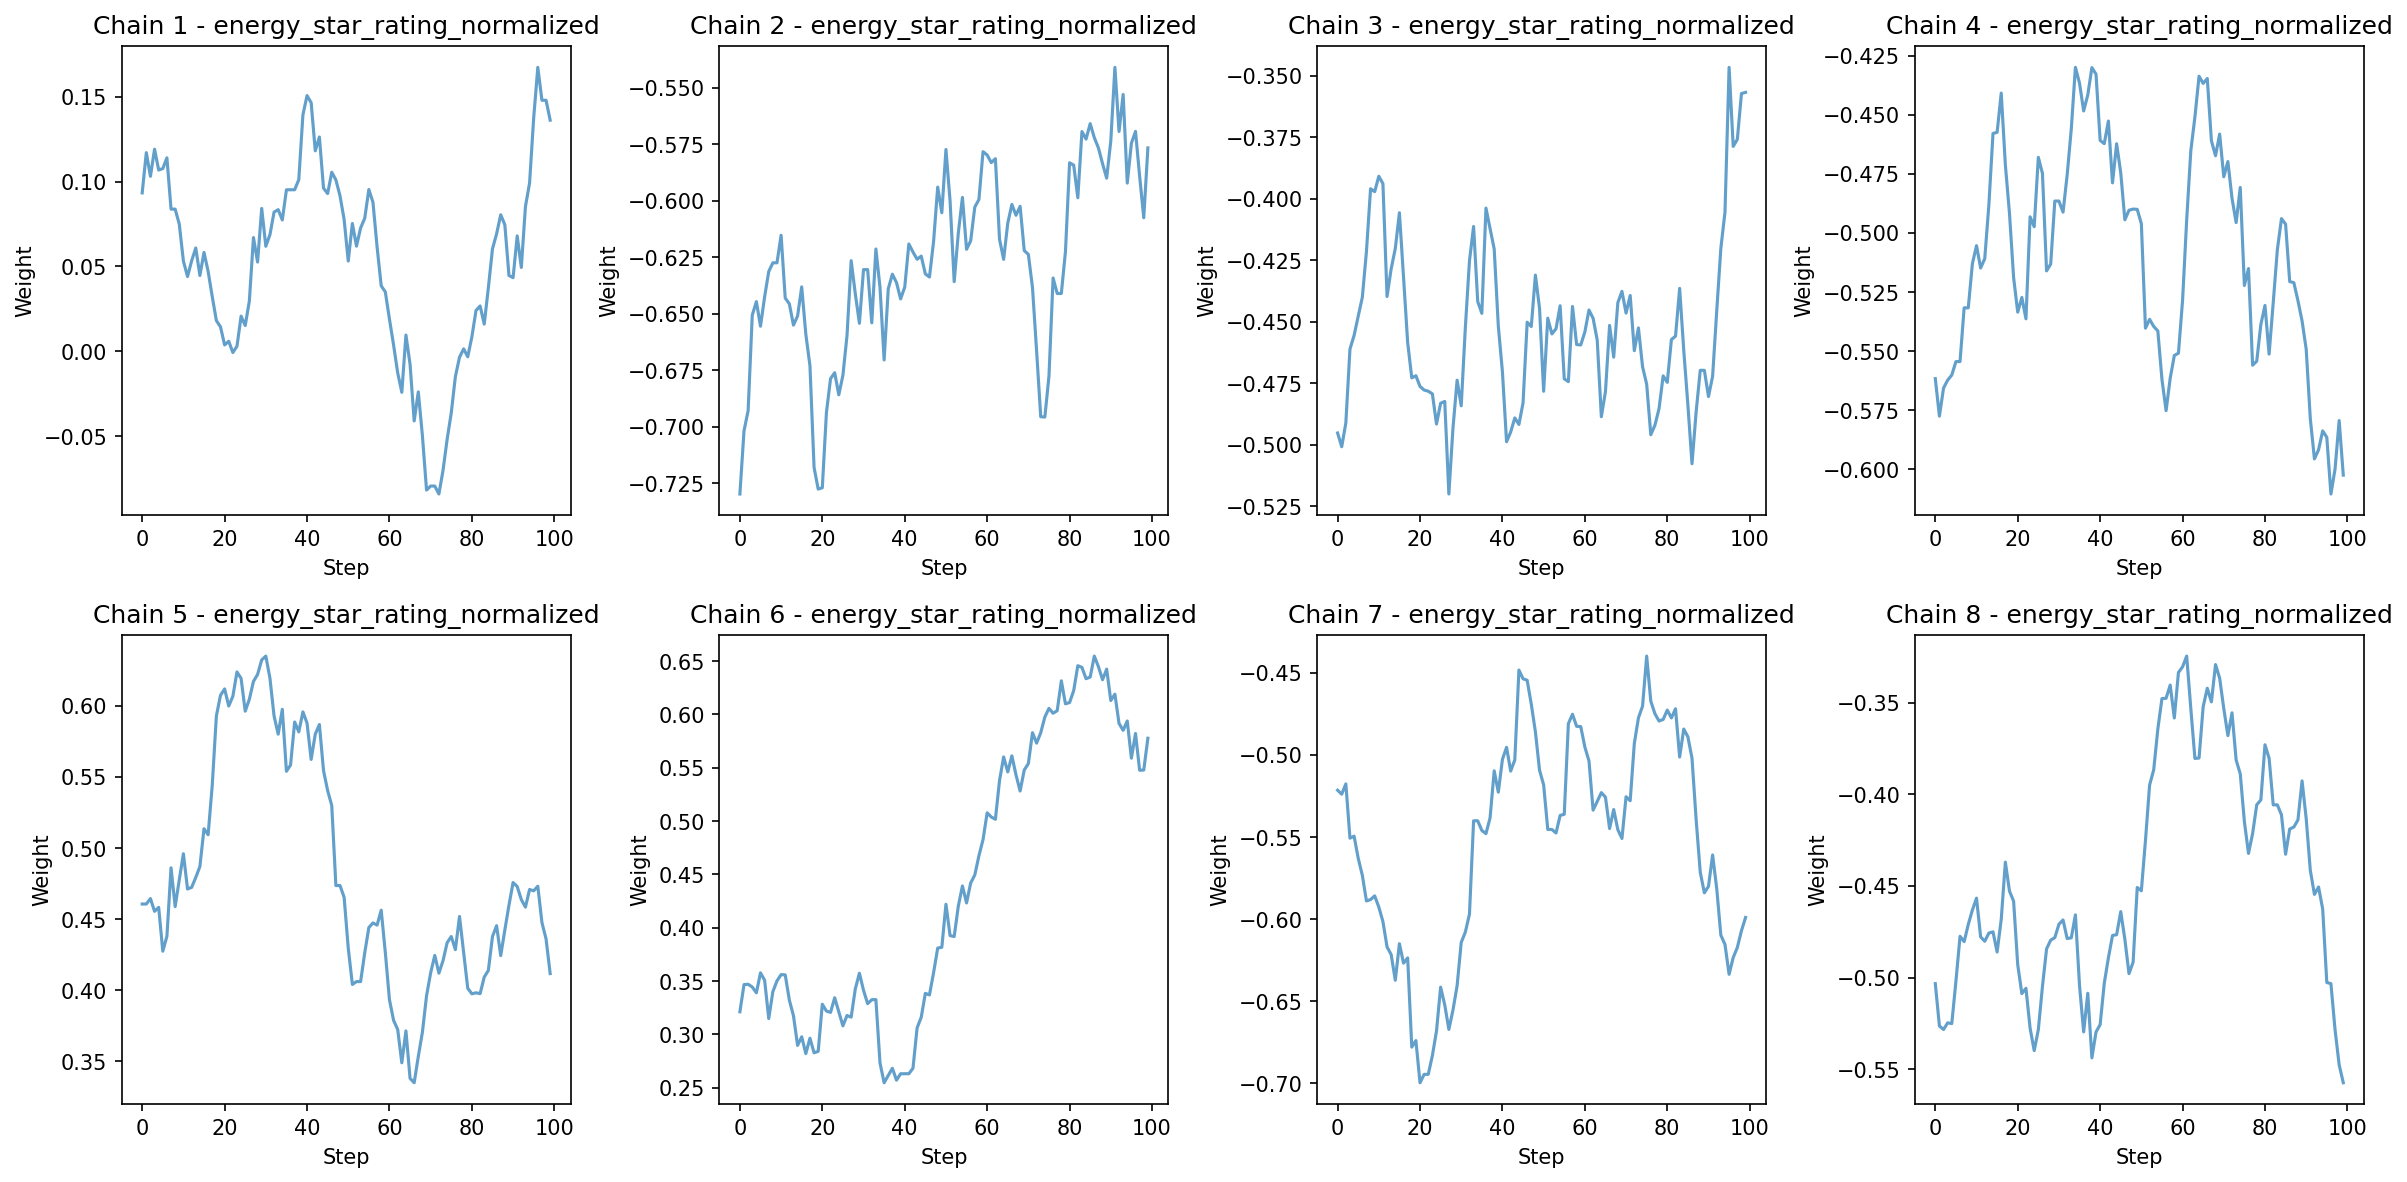 Chain 1 - energy_star_rating_normalized
Weight
0.15
0.10
0.05
0.00
−0.05
0 20 40 60 80 100
Step
Chain 2 - energy_star_rating_normalized
Weight
−0.550
−0.575
−0.600
−0.625
−0.650
−0.675
−0.700
−0.725
0 20 40 60 80 100
Step
Chain 3 - energy_star_rating_normalized
Weight
−0.350
−0.375
−0.400
−0.425
−0.450
−0.475
−0.500
−0.525
0 20 40 60 80 100
Step
Chain 4 - energy_star_rating_normalized
Weight
−0.425
−0.450
−0.475
−0.500
−0.525
−0.550
−0.575
−0.600
0 20 40 60 80 100
Step
Chain 5 - energy_star_rating_normalized
Weight
0.60
0.55
0.50
0.45
0.40
0.35
0 20 40 60 80 100
Step
Chain 6 - energy_star_rating_normalized
Weight
0.65
0.60
0.55
0.50
0.45
0.40
0.35
0.30
0.25
0 20 40 60 80 100
Step
Chain 7 - energy_star_rating_normalized
Weight
−0.45
−0.50
−0.55
−0.60
−0.65
−0.70
0 20 40 60 80 100
Step
Chain 8 - energy_star_rating_normalized
Weight
−0.35
−0.40
−0.45
−0.50
−0.55
0 20 40 60 80 100
Step